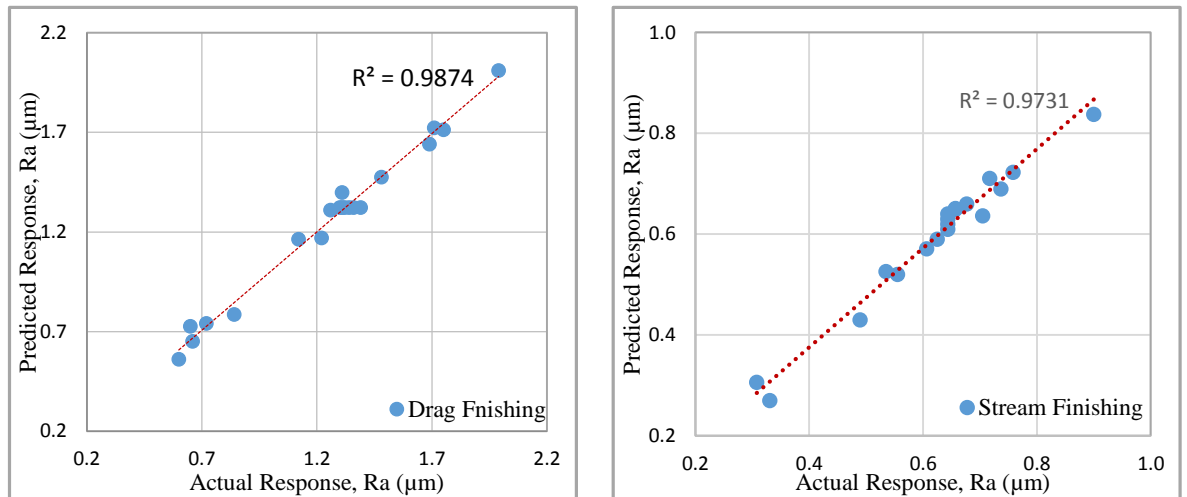 2.2
1.7
1.2
0.7
0.2
Predicted Response, Ra (µm)
R² = 0.9874
Drag Fnishing
0.2 0.7 1.2 1.7 2.2
Actual Response, Ra (µm)
1.0
0.8
0.6
0.4
0.2
Predicted Response, Ra (µm)
R² = 0.9731
Stream Finishing
0.2 0.4 0.6 0.8 1.0
Actual Response, Ra (µm)